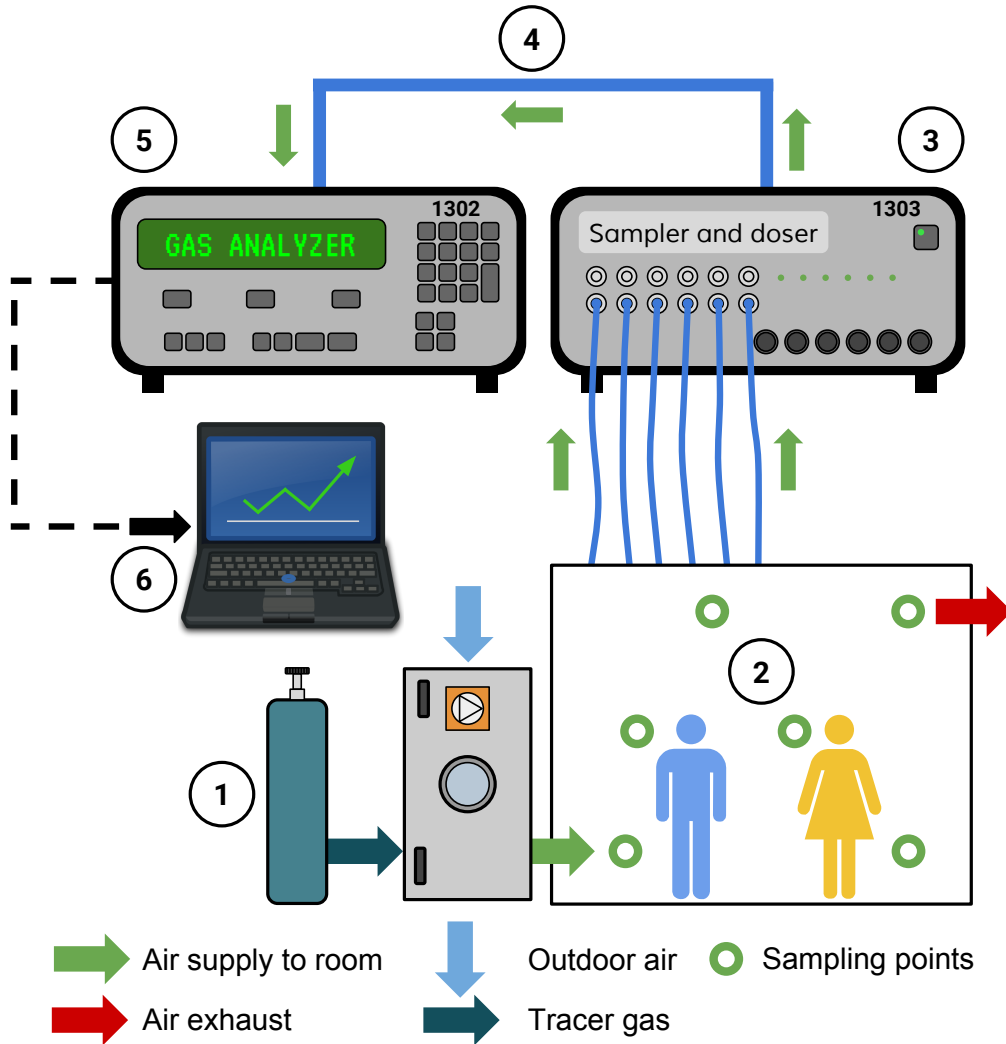 4
5
3
1302
1303
GAS ANALYZER
Sampler and doser
6
2
1
Air supply to room
Outdoor air
Sampling points
Air exhaust
Tracer gas